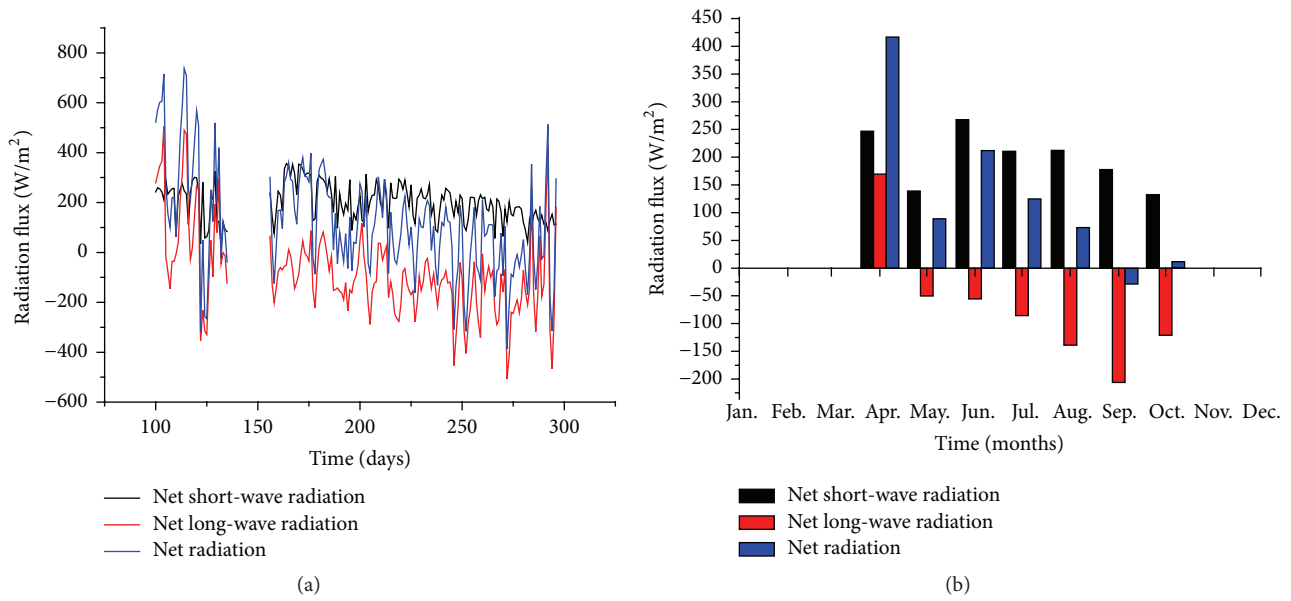 800
600
400
200
0
−200
−400
−600
Radiation flux (W/m²)
100 150 200 250 300
Time (days)
Net short-wave radiation
Net long-wave radiation
Net radiation
(a)
450
400
350
300
250
200
150
100
50
0
−50
−100
−150
−200
Radiation flux (W/m²)
Jan. Feb. Mar. Apr. May. Jun. Jul. Aug. Sep. Oct. Nov. Dec.
Time (months)
Net short-wave radiation
Net long-wave radiation
Net radiation
(b)